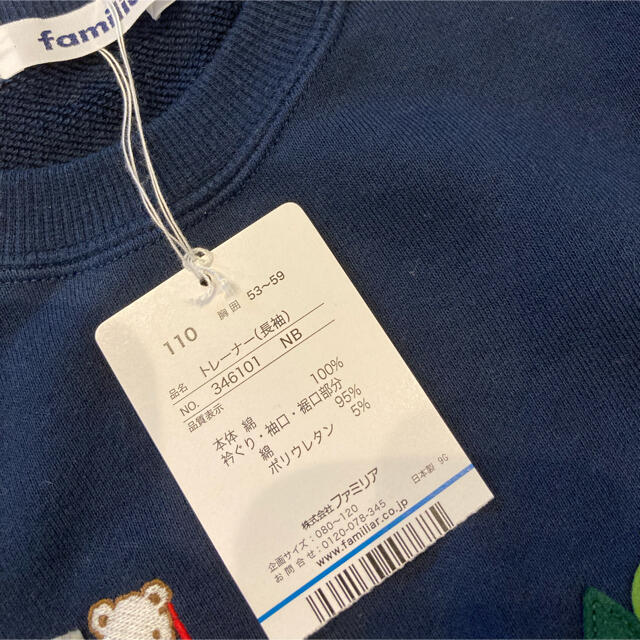 familiar
110 胸囲 53〜59
品名 トレーナー(長袖)
NO. 346101 NB
品質表示
本体 綿 100%
衿ぐり・袖口・裾口部分
綿 95%
ポリウレタン 5%
株式会社ファミリア
企画サイズ:080〜120 日本製 9G
お問合せ:0120-078-345
www.familiar.co.jp